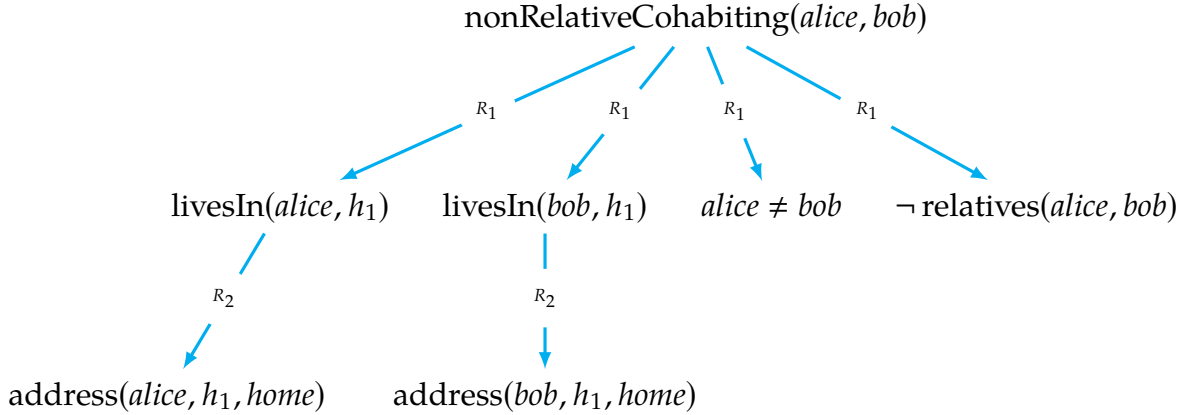 nonRelativeCohabiting(alice, bob)
R₁ R₁ R₁ R₁
livesIn(alice, h₁) livesIn(bob, h₁) alice ≠ bob ¬ relatives(alice, bob)
R₂ R₂
address(alice, h₁, home) address(bob, h₁, home)